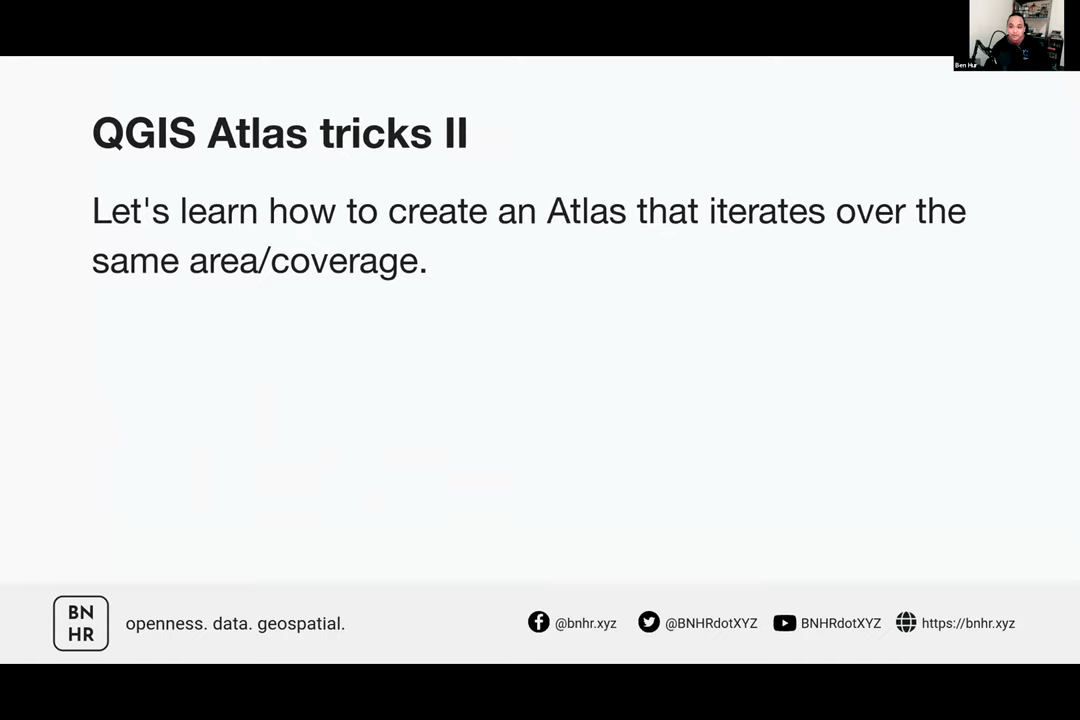 Ben Hur
QGIS Atlas tricks II
Let's learn how to create an Atlas that iterates over the
same area/coverage.
BN
HR
openness. data. geospatial.
@bnhr.xyz
@BNHRdotXYZ
BNHRdotXYZ
https://bnhr.xyz